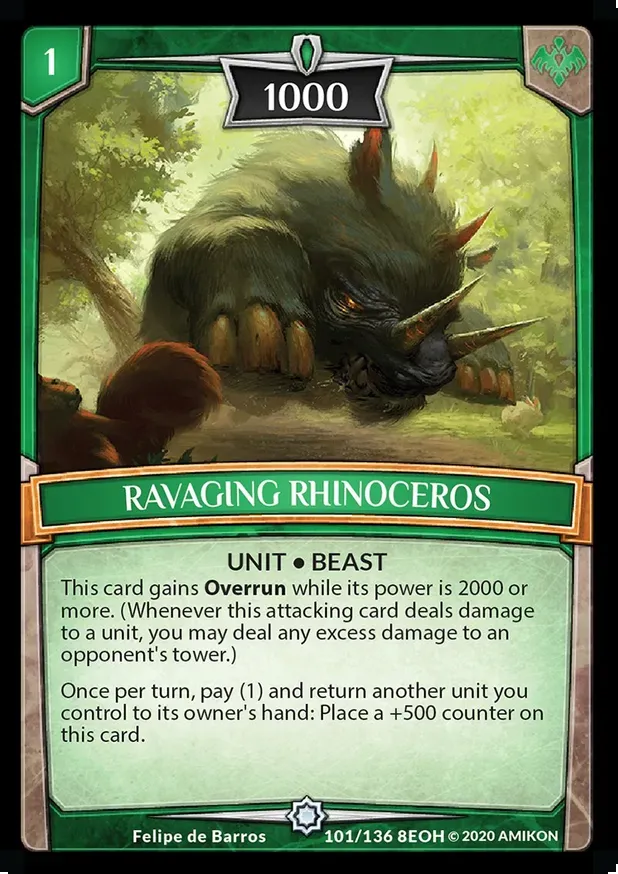 1
1000
RAVAGING RHINOCEROS
UNIT • BEAST
This card gains Overrun while its power is 2000 or
more. (Whenever this attacking card deals damage
to a unit, you may deal any excess damage to an
opponent's tower.)
Once per turn, pay (1) and return another unit you
control to its owner's hand: Place a +500 counter on
this card.
Felipe de Barros 101/136 8EOH © 2020 AMIKON